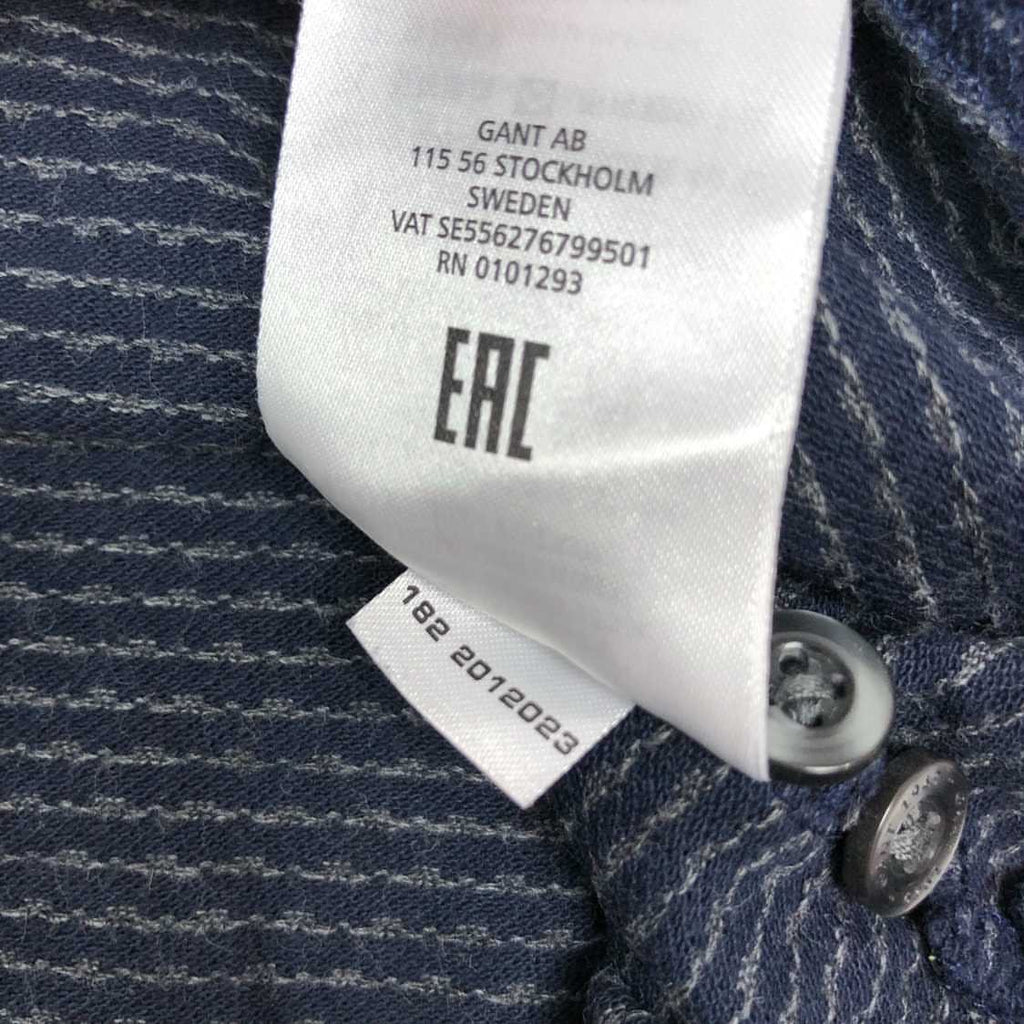 GANT AB
115 56 STOCKHOLM
SWEDEN
VAT SE556276799501
RN 0101293
EAC
182 2012023